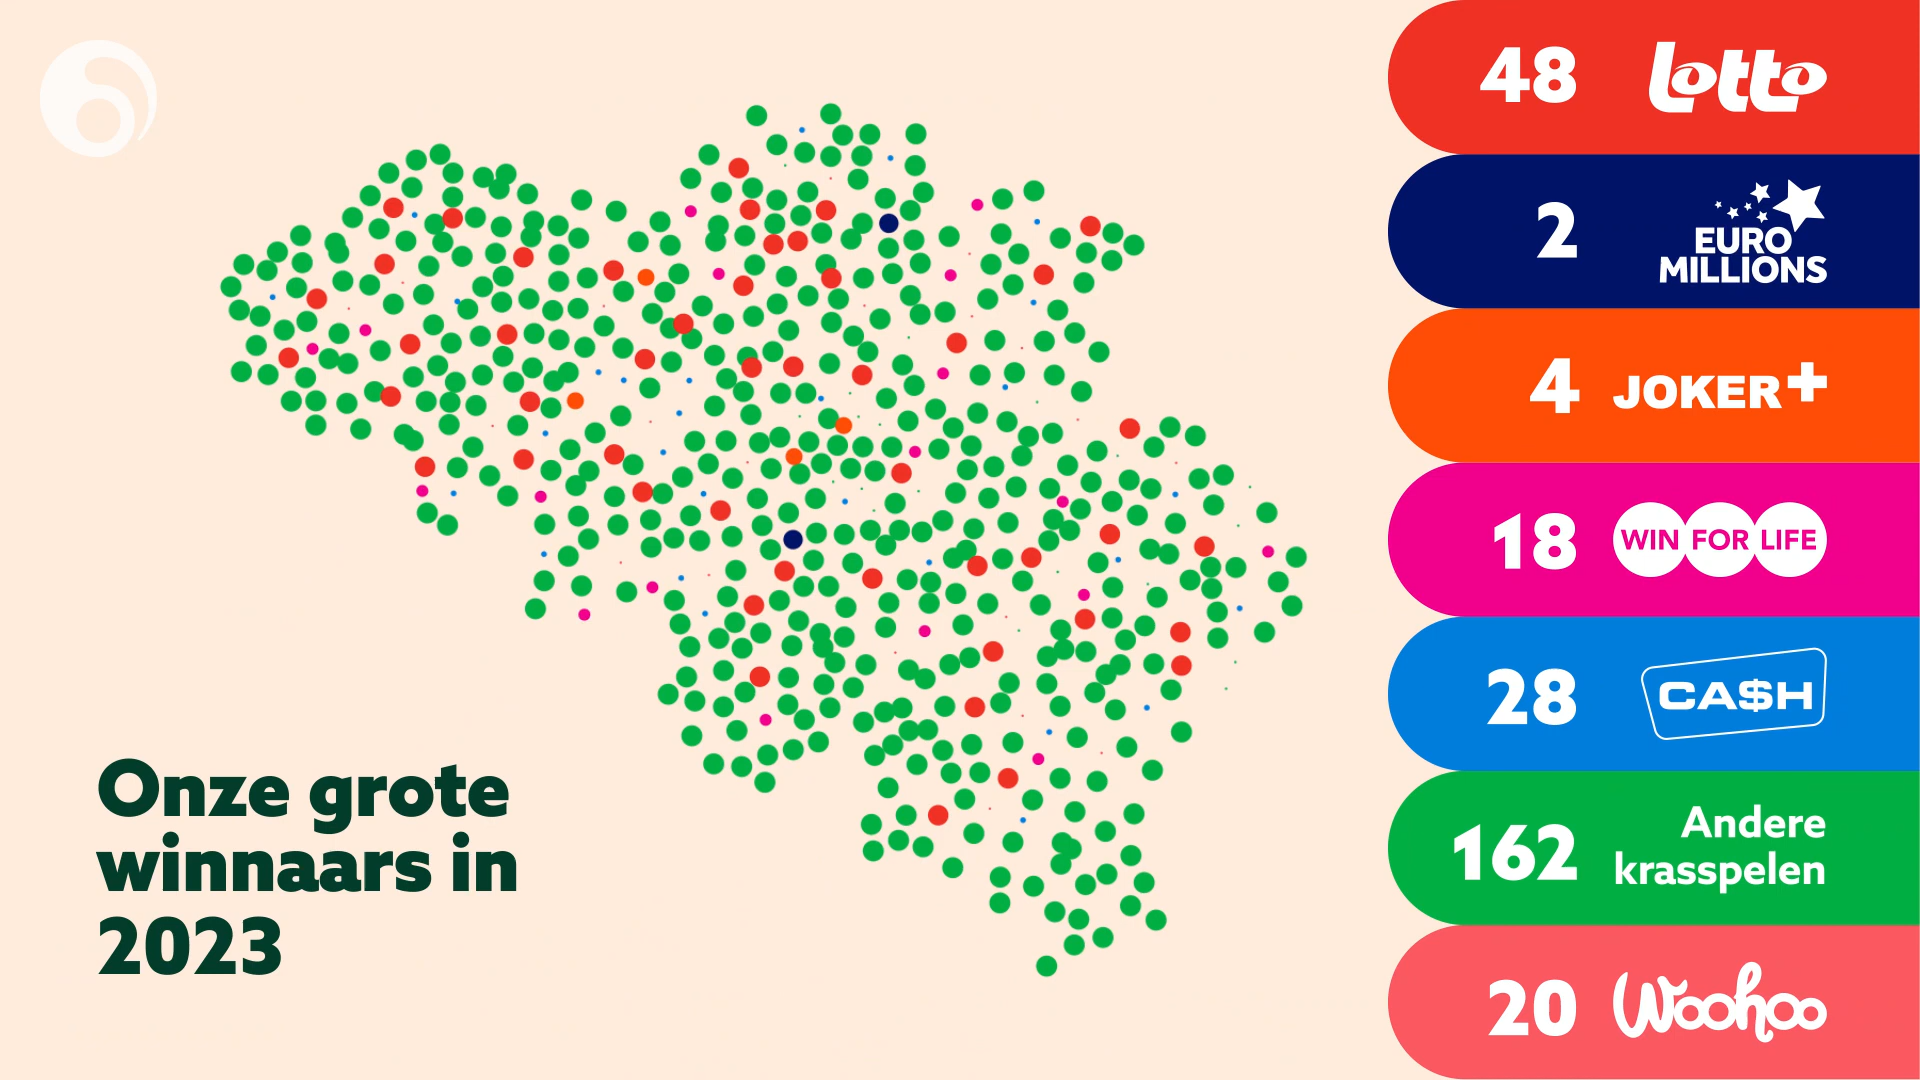 48 Lotto
2 EURO
MILLIONS
4 JOKER+
18 WIN FOR LIFE
28 CA$H
162 Andere
krasspelen
20 Woohoo
Onze grote
winnaars in
2023